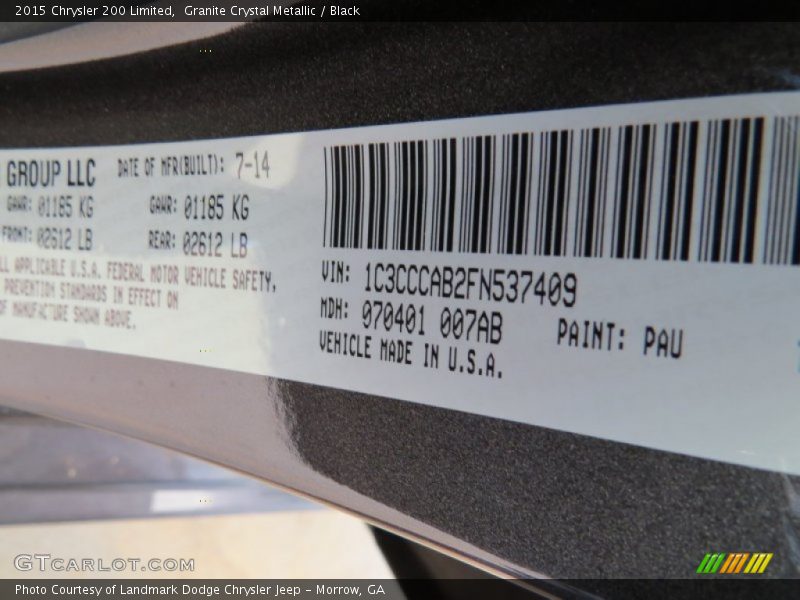 2015 Chrysler 200 Limited, Granite Crystal Metallic / Black
GROUP LLC DATE OF MFR(BUILT): 7-14
GAWR: 01185 KG GAWR: 01185 KG
FRONT: 02612 LB REAR: 02612 LB
APPLICABLE U.S.A. FEDERAL MOTOR VEHICLE SAFETY,
PREVENTION STANDARDS IN EFFECT ON
OF MANUFACTURE SHOWN ABOVE.
VIN: 1C3CCCAB2FN537409
MDH: 070401 007AB PAINT: PAU
VEHICLE MADE IN U.S.A.
GTCARLOT.COM
Photo Courtesy of Landmark Dodge Chrysler Jeep – Morrow, GA